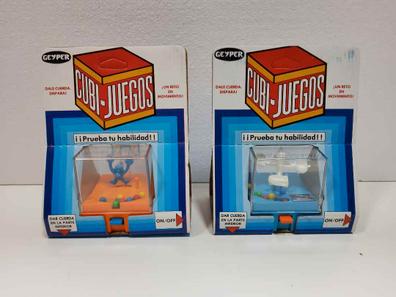 GEYPER
CUBI-JUEGOS
DALE CUERDA,
DISPARA!
¡UN RETO
EN
MOVIMIENTO!
¡¡Prueba tu habilidad!!
DAR CUERDA
EN LA PARTE
INFERIOR
ON/OFF
GEYPER
CUBI-JUEGOS
DALE CUERDA,
DISPARA!
¡UN RETO
EN
MOVIMIENTO!
¡¡Prueba tu habilidad!!
DAR CUERDA
EN LA PARTE
INFERIOR
ON/OFF